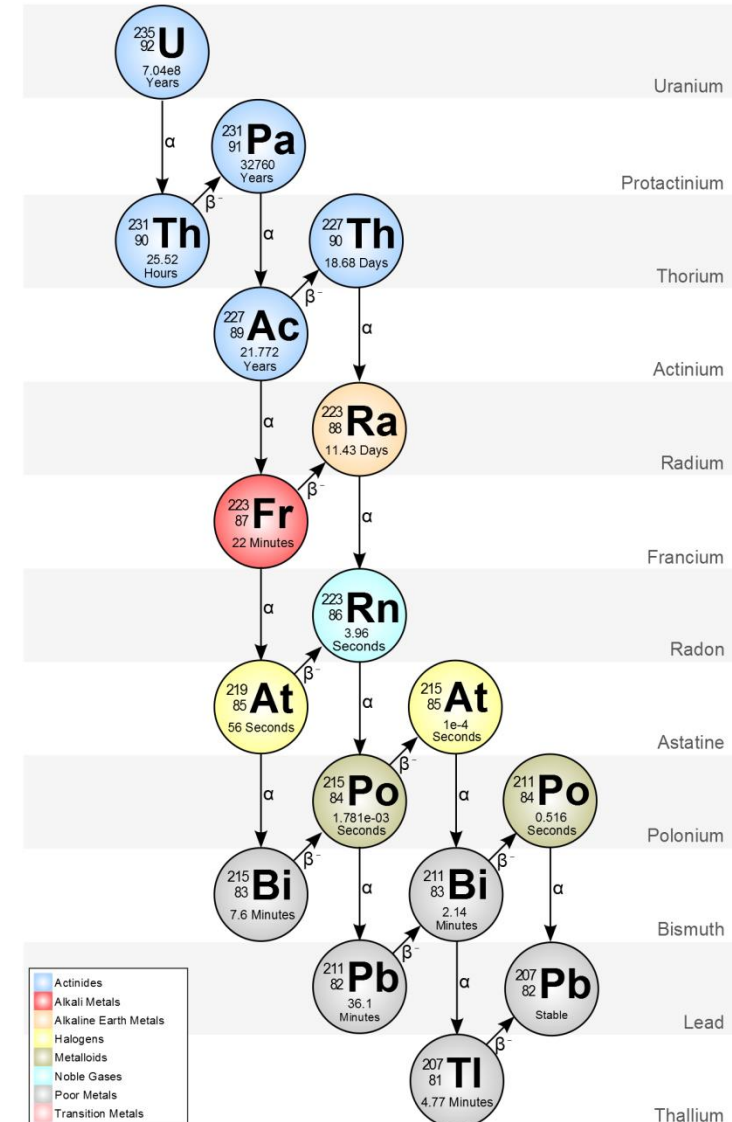 235
92 U
7.04e8
Years
Uranium
α
231
91 Pa
32760
Years
Protactinium
β⁻
231
90 Th
25.52
Hours
α
227
90 Th
18.68 Days
Thorium
β⁻
227
89 Ac
21.772
Years
α
Actinium
α
223
88 Ra
11.43 Days
Radium
β⁻
223
87 Fr
22 Minutes
α
Francium
α
223
86 Rn
3.96
Seconds
Radon
β⁻
219
85 At
56 Seconds
α
215
85 At
1e-4
Seconds
Astatine
β⁻
α
215
84 Po
1.781e-03
Seconds
α
211
84 Po
0.516
Seconds
Polonium
β⁻
β⁻
215
83 Bi
7.6 Minutes
α
211
83 Bi
2.14
Minutes
α
Bismuth
β⁻
211
82 Pb
36.1
Minutes
α
207
82 Pb
Stable
Lead
β⁻
207
81 Tl
4.77 Minutes
Thallium
Actinides
Alkali Metals
Alkaline Earth Metals
Halogens
Metalloids
Noble Gases
Poor Metals
Transition Metals